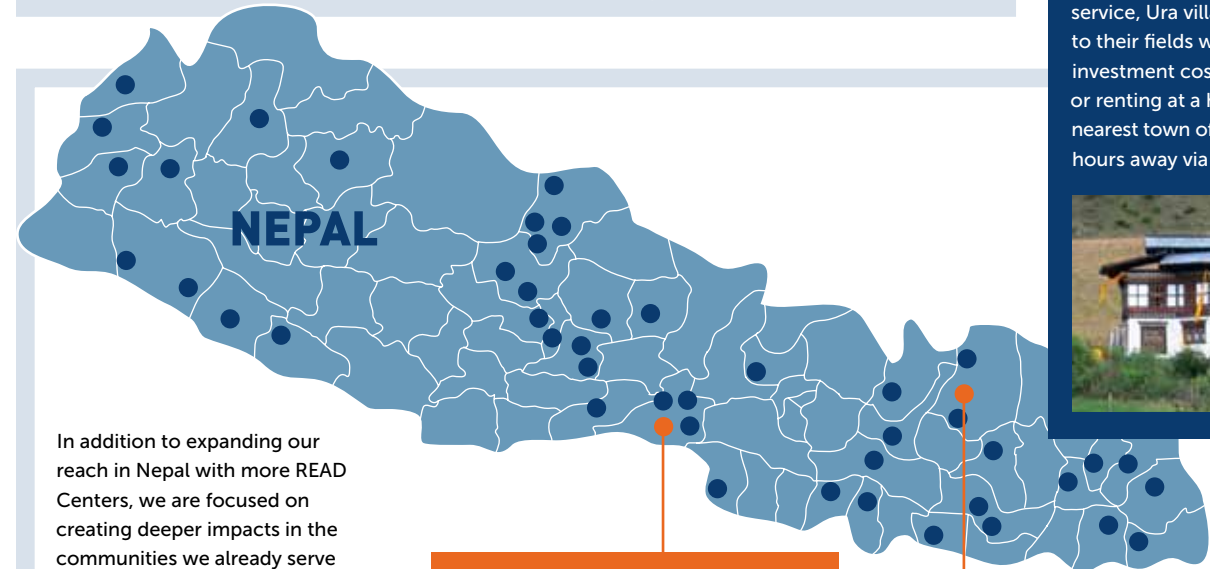 service, Ura
to their fields
investment
or renting at a
nearest town
hours away via
NEPAL
In addition to expanding our
reach in Nepal with more READ
Centers, we are focused on
creating deeper impacts in the
communities we already serve